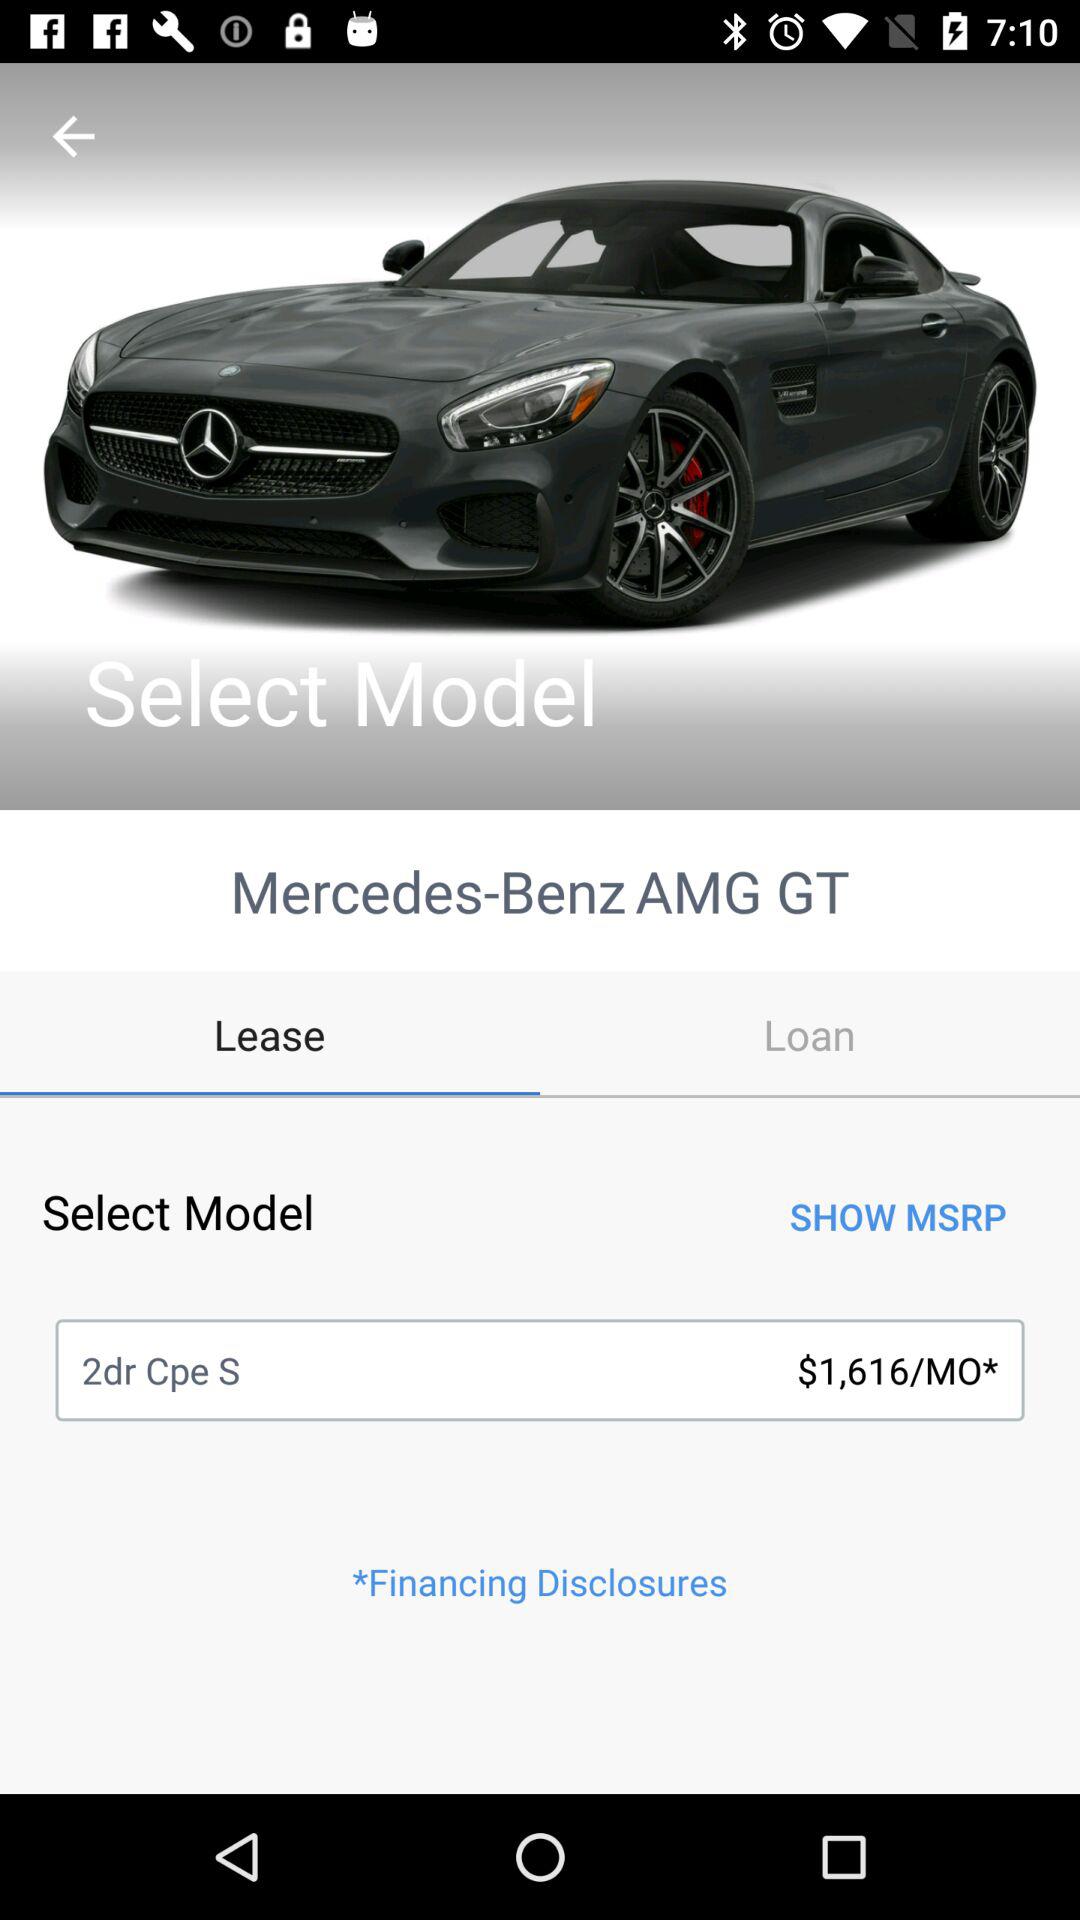 7:10
Select Model
Mercedes-Benz AMG GT
Lease
Loan
Select Model
SHOW MSRP
2dr Cpe S
$1,616/MO*
*Financing Disclosures